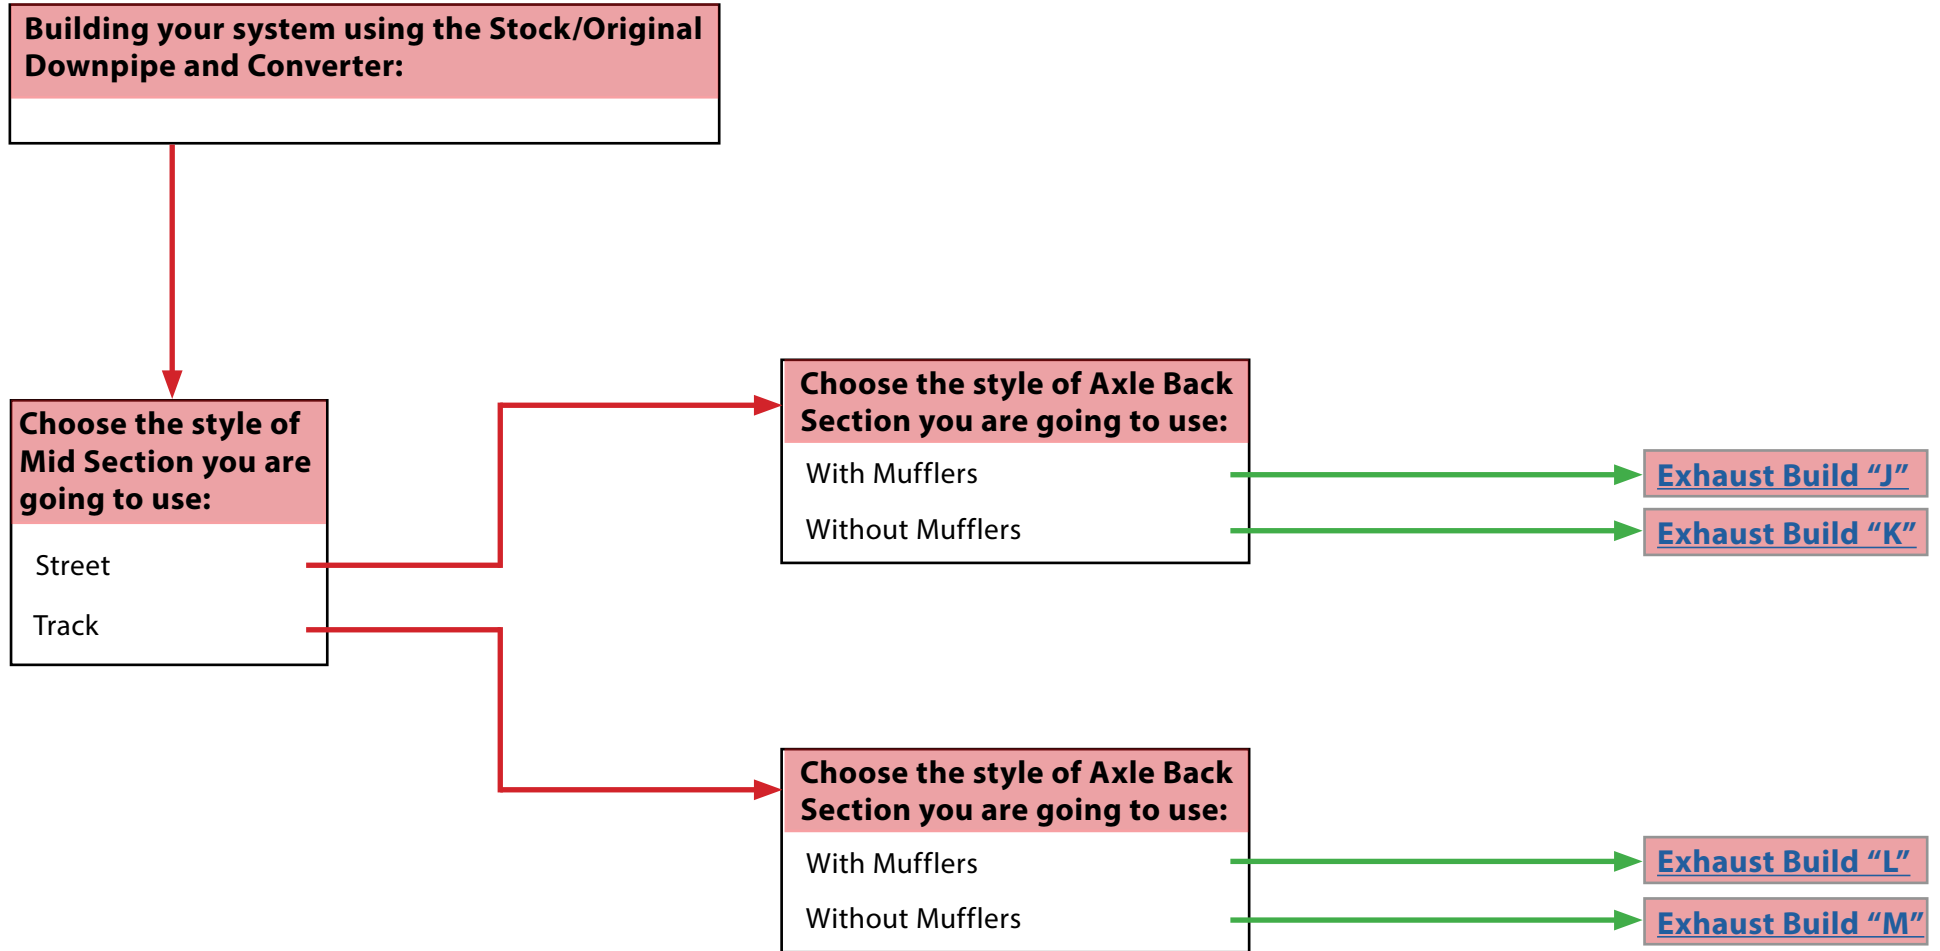 Building your system using the Stock/Original
Downpipe and Converter:
Choose the style of
Mid Section you are
going to use:
Street
Track
Choose the style of Axle Back
Section you are going to use:
With Mufflers
Without Mufflers
Exhaust Build “J”
Exhaust Build “K”
Choose the style of Axle Back
Section you are going to use:
With Mufflers
Without Mufflers
Exhaust Build “L”
Exhaust Build “M”